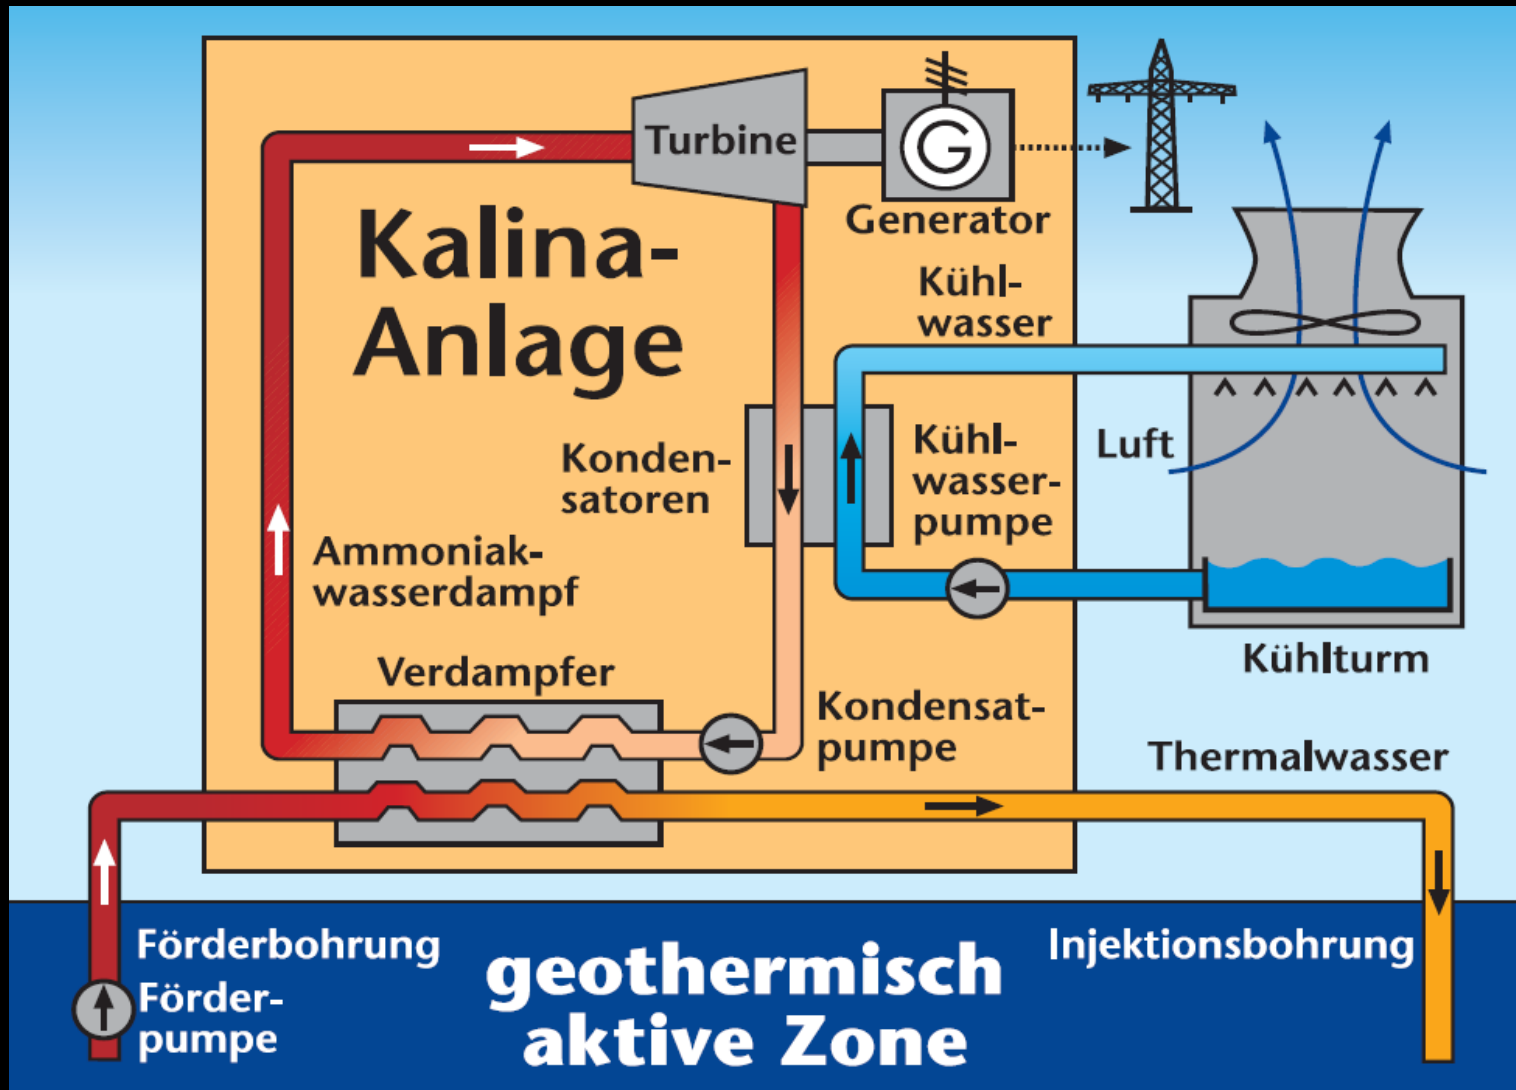 Turbine
G
Generator
Kalina-
Anlage
Kühl-
wasser
Konden-
satoren
Kühl-
wasser-
pumpe
Luft
Ammoniak-
wasserdampf
Verdampfer
Kühlturm
Kondensat-
pumpe
Thermalwasser
Förderbohrung
Förder-
pumpe
geothermisch
aktive Zone
Injektionsbohrung